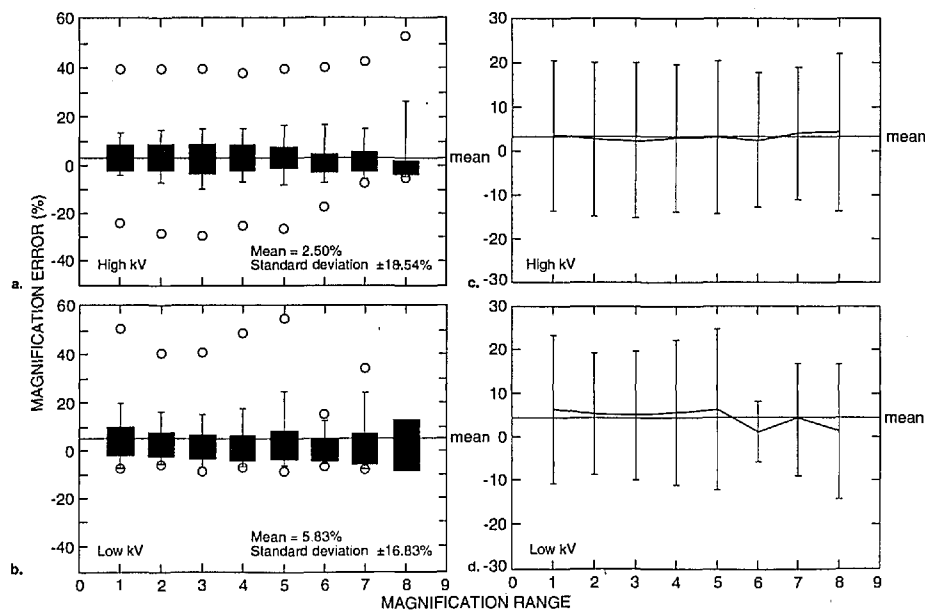 MAGNIFICATION ERROR (%)
60
40
20
0
-20
-40
mean
Mean = 2.50%
Standard deviation ±18.54%
High kV
a.
60
40
20
0
-20
-40
mean
Mean = 5.83%
Standard deviation ±16.83%
Low kV
b.
0 1 2 3 4 5 6 7 8 9
30
20
10
0
-10
-20
-30
mean
High kV
c.
30
20
10
0
-10
-20
-30
mean
Low kV
d.
0 1 2 3 4 5 6 7 8 9
MAGNIFICATION RANGE